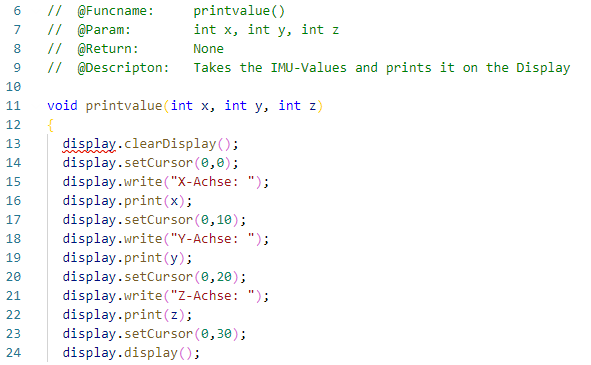 6 // @Funcname: printvalue()
7 // @Param: int x, int y, int z
8 // @Return: None
9 // @Descripton: Takes the IMU-Values and prints it on the Display
10
11 void printvalue(int x, int y, int z)
12 {
13 display.clearDisplay();
14 display.setCursor(0,0);
15 display.write("X-Achse: ");
16 display.print(x);
17 display.setCursor(0,10);
18 display.write("Y-Achse: ");
19 display.print(y);
20 display.setCursor(0,20);
21 display.write("Z-Achse: ");
22 display.print(z);
23 display.setCursor(0,30);
24 display.display();